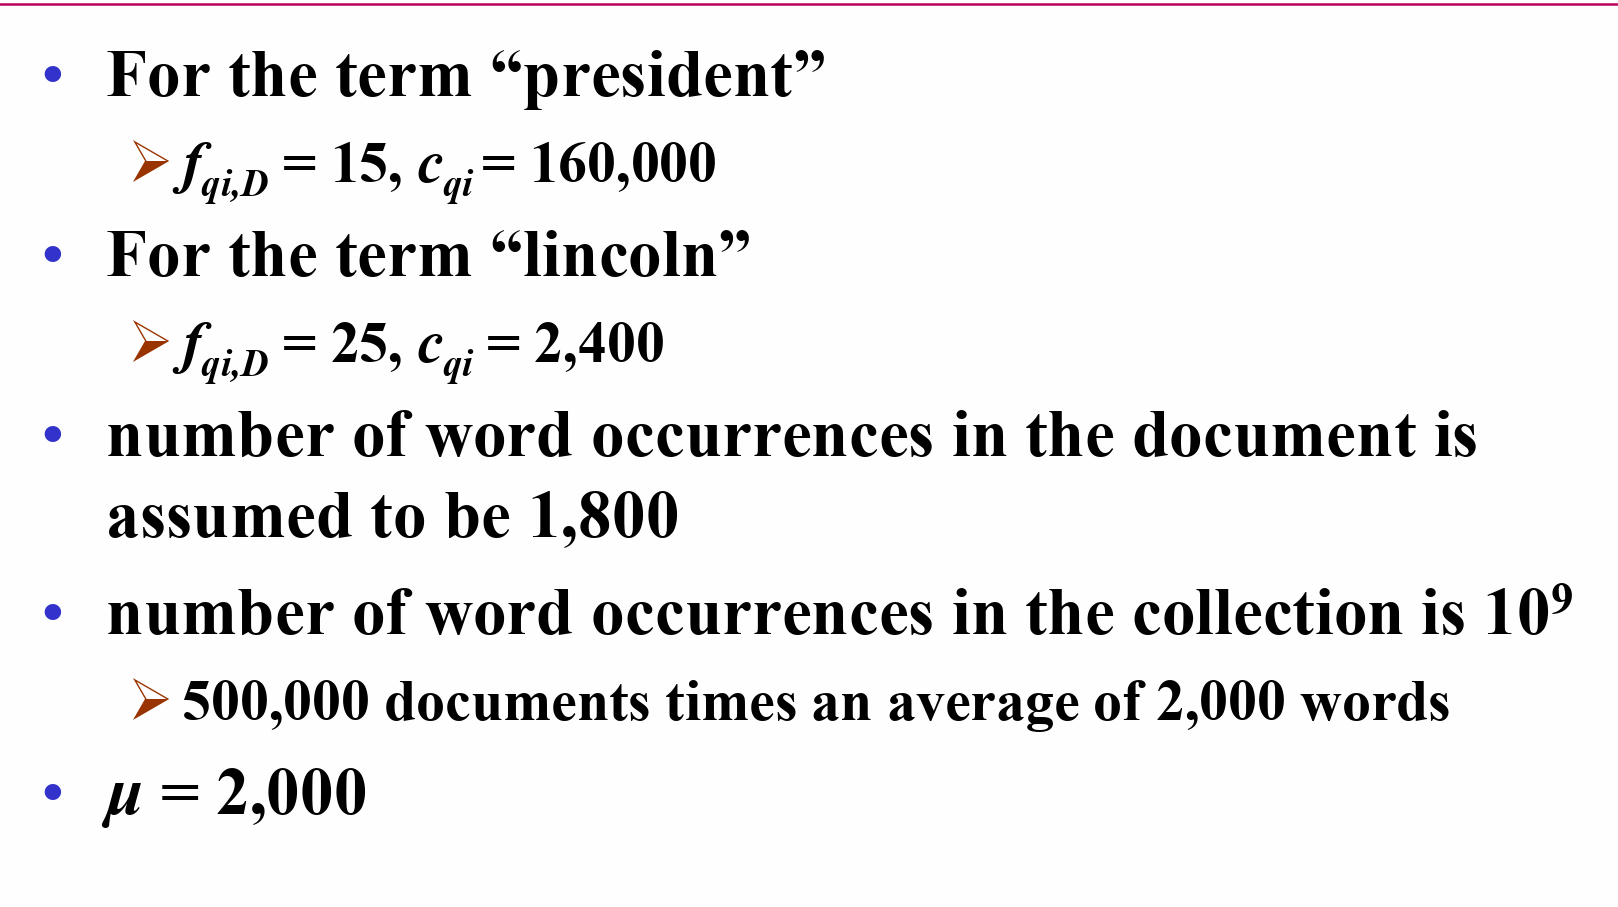 • For the term “president”
➢ f_{qi,D} = 15, c_{qi} = 160,000
• For the term “lincoln”
➢ f_{qi,D} = 25, c_{qi} = 2,400
• number of word occurrences in the document is
assumed to be 1,800
• number of word occurrences in the collection is 10⁹
➢ 500,000 documents times an average of 2,000 words
• μ = 2,000